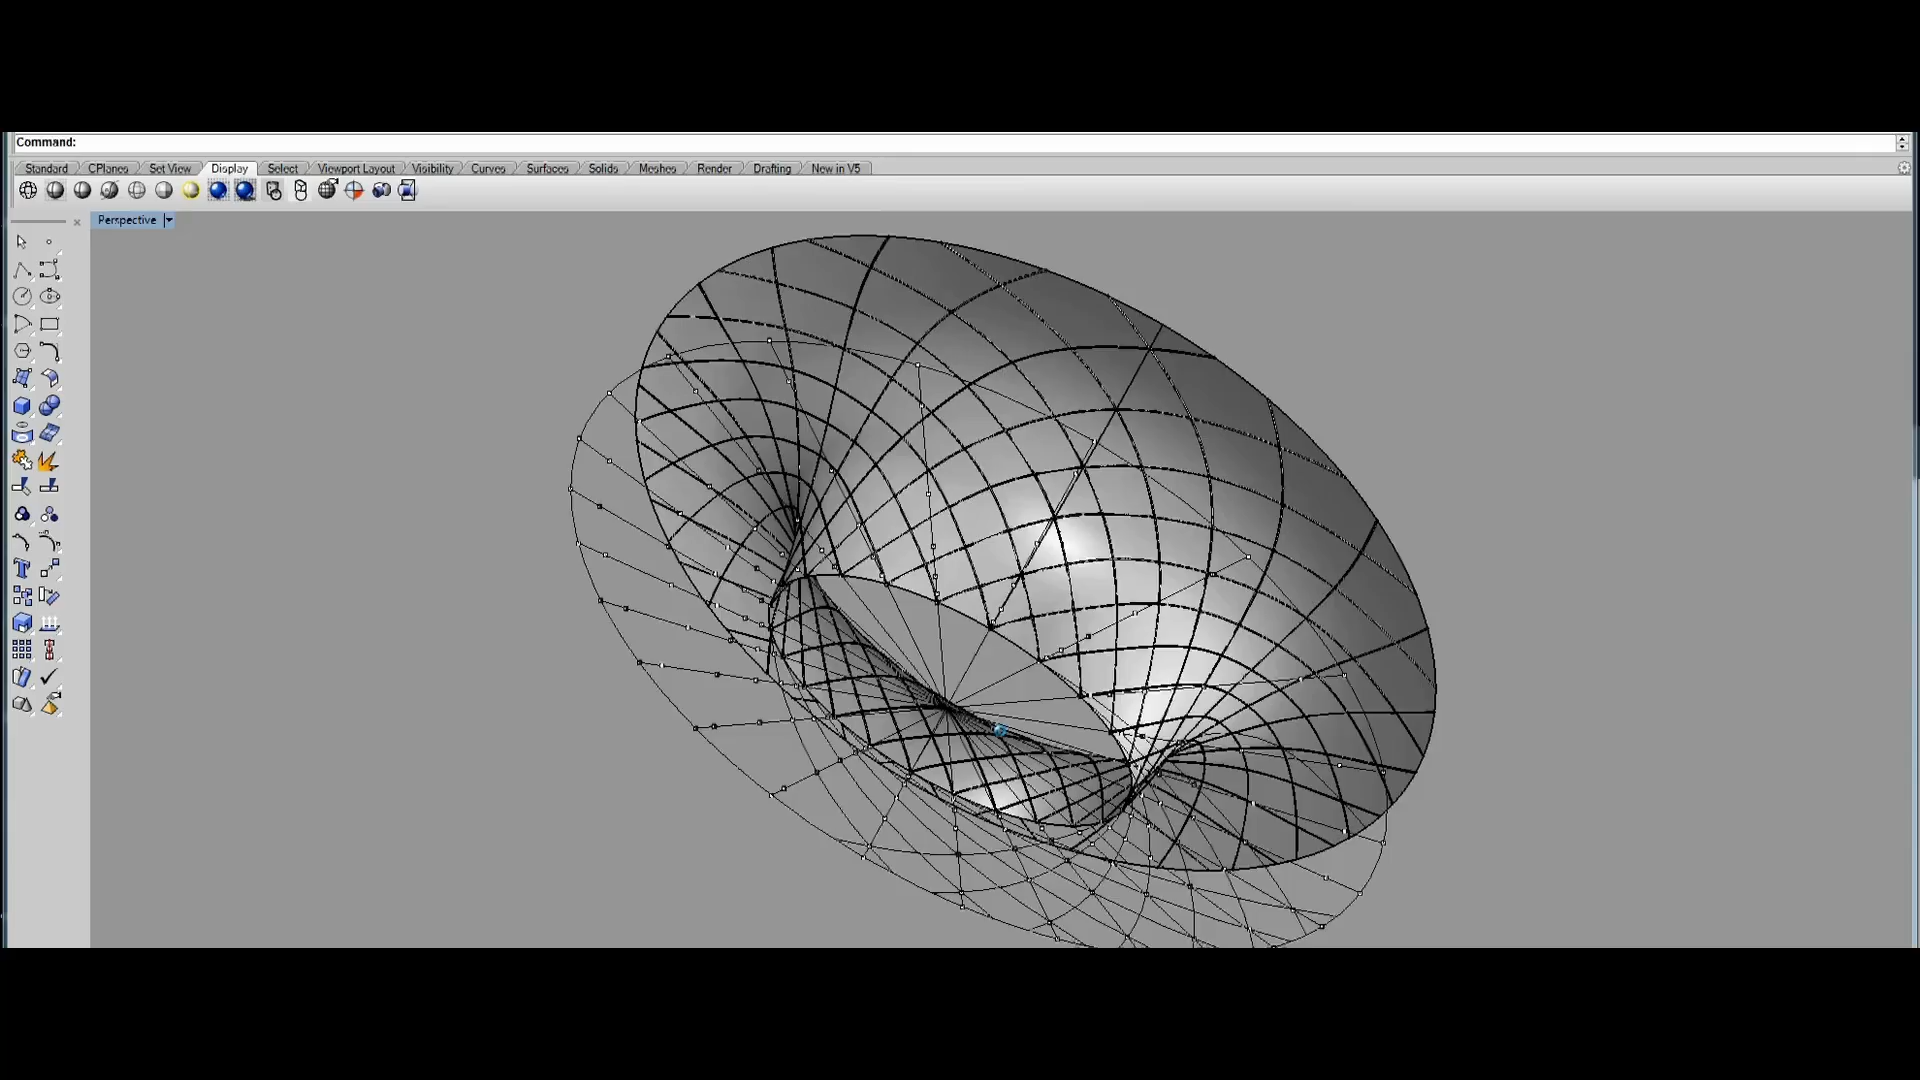 Command:
Standard CPlanes Set View Display Select Viewport Layout Visibility Curves Surfaces Solids Meshes Render Drafting New in V5
Perspective